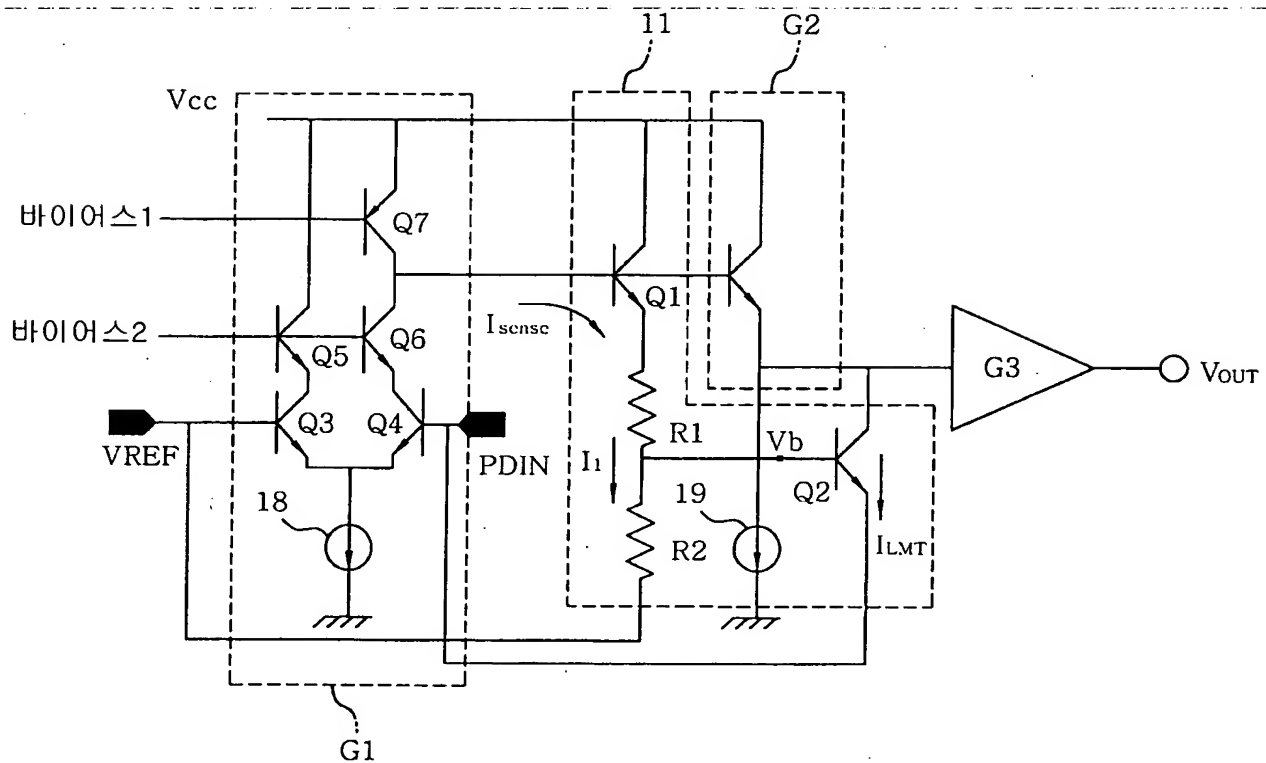 11
G2
Vcc
바이어스1
Q7
Q1
Isense
바이어스2
Q5
Q6
G3
VOUT
VREF
Q3
Q4
PDIN
R1
Vb
I1
Q2
18
19
R2
ILMT
G1